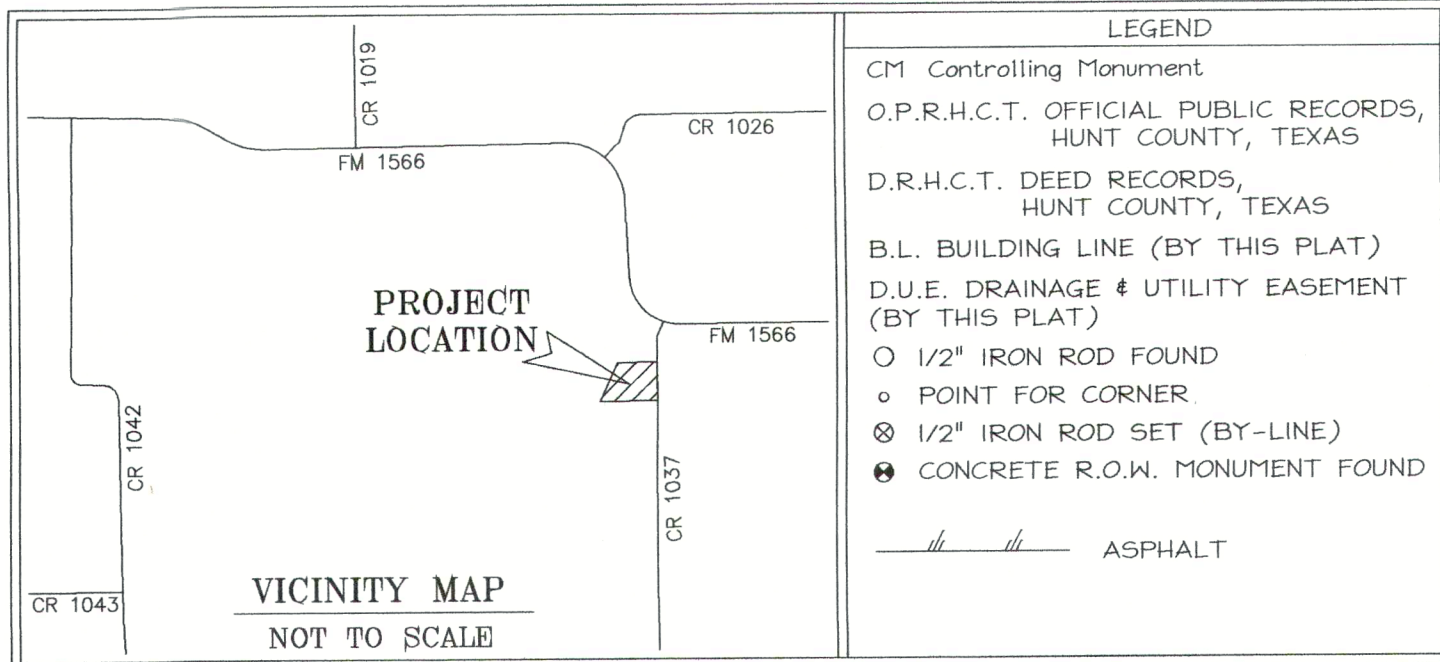 CR 1019
CR 1026
FM 1566
PROJECT
LOCATION
FM 1566
CR 1042
CR 1037
CR 1043
VICINITY MAP
NOT TO SCALE
LEGEND
CM Controlling Monument
O.P.R.H.C.T. OFFICIAL PUBLIC RECORDS,
HUNT COUNTY, TEXAS
D.R.H.C.T. DEED RECORDS,
HUNT COUNTY, TEXAS
B.L. BUILDING LINE (BY THIS PLAT)
D.U.E. DRAINAGE & UTILITY EASEMENT
(BY THIS PLAT)
1/2" IRON ROD FOUND
POINT FOR CORNER
1/2" IRON ROD SET (BY-LINE)
CONCRETE R.O.W. MONUMENT FOUND
ASPHALT